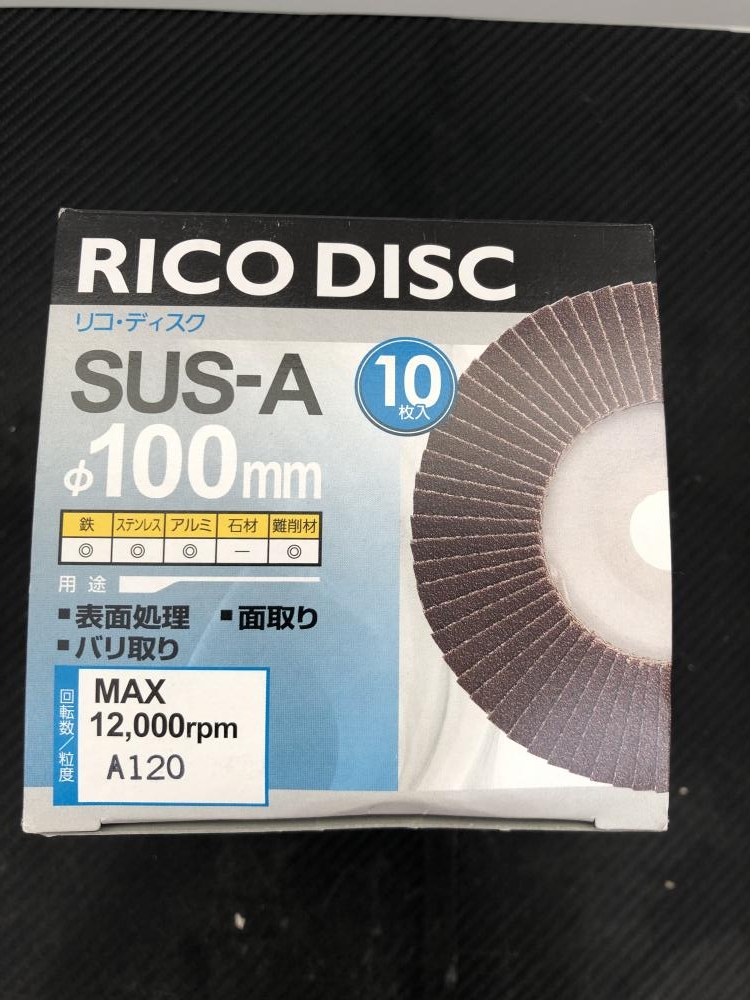 RICO DISC
リコ・ディスク
SUS-A
10
枚入
φ100mm
鉄 ステンレス アルミ 石材 難削材
◎ ◎ ◎ － ◎
用途
■表面処理 ■面取り
■バリ取り
回転数／粒度
MAX
12,000rpm
A120